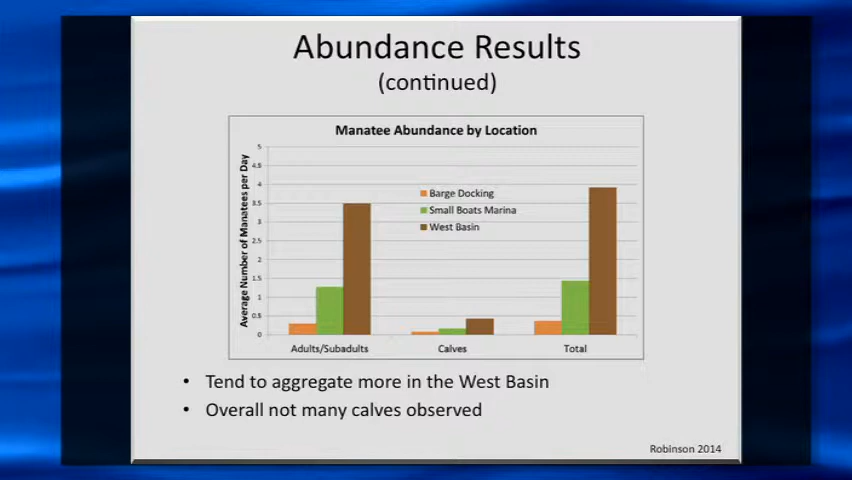 Abundance Results
(continued)
Manatee Abundance by Location
Average Number of Manatees per Day
5
4.5
4
3.5
3
2.5
2
1.5
1
0.5
0
Barge Docking
Small Boats Marina
West Basin
Adults/Subadults
Calves
Total
• Tend to aggregate more in the West Basin
• Overall not many calves observed
Robinson 2014